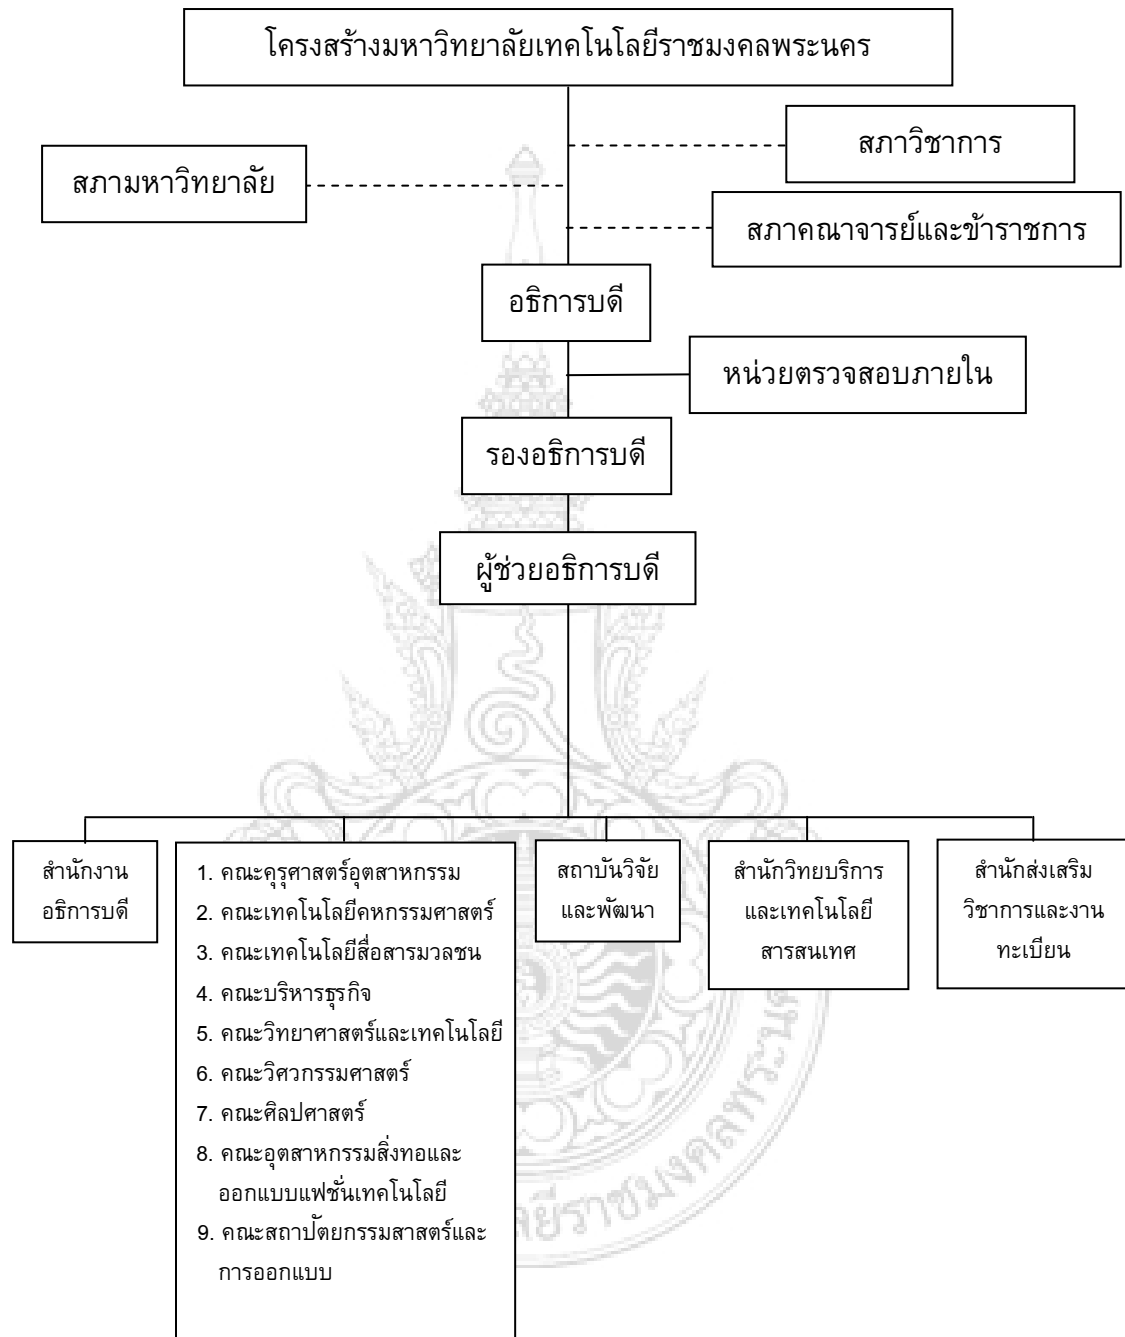 โครงสร้างมหาวิทยาลัยเทคโนโลยีราชมงคลพระนคร
สภาวิชาการ
สภามหาวิทยาลัย
สภาคณาจารย์และข้าราชการ
อธิการบดี
หน่วยตรวจสอบภายใน
รองอธิการบดี
ผู้ช่วยอธิการบดี
สำนักงาน
อธิการบดี
1. คณะคุรุศาสตร์อุตสาหกรรม
2. คณะเทคโนโลยีคหกรรมศาสตร์
3. คณะเทคโนโลยีสื่อสารมวลชน
4. คณะบริหารธุรกิจ
5. คณะวิทยาศาสตร์และเทคโนโลยี
6. คณะวิศวกรรมศาสตร์
7. คณะศิลปศาสตร์
8. คณะอุตสาหกรรมสิ่งทอและ
ออกแบบแฟชั่นเทคโนโลยี
9. คณะสถาปัตยกรรมสาสตร์และ
การออกแบบ
สถาบันวิจัย
และพัฒนา
สำนักวิทยบริการ
และเทคโนโลยี
สารสนเทศ
สำนักส่งเสริม
วิชาการและงาน
ทะเบียน
ลยีราชมงคลพระนค